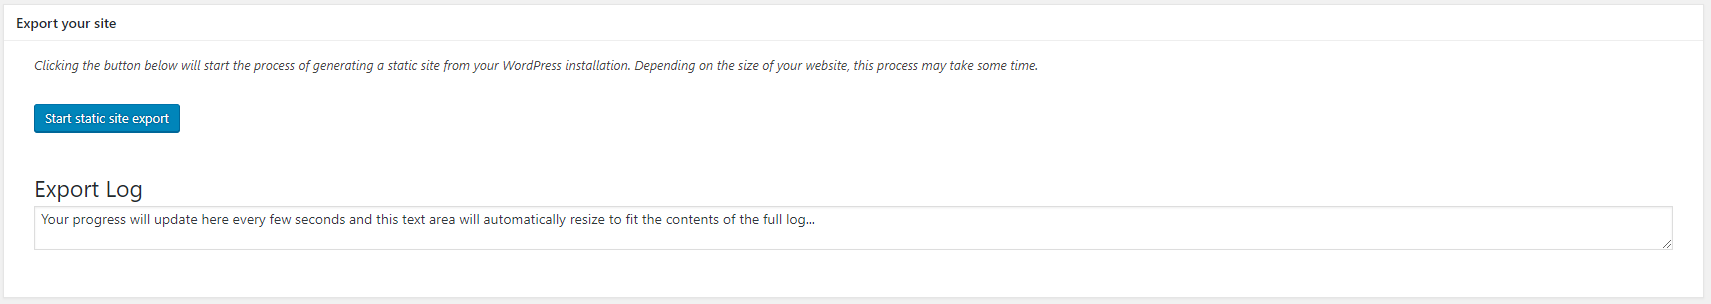 Export your site
Clicking the button below will start the process of generating a static site from your WordPress installation. Depending on the size of your website, this process may take some time.
Start static site export
Export Log
Your progress will update here every few seconds and this text area will automatically resize to fit the contents of the full log...